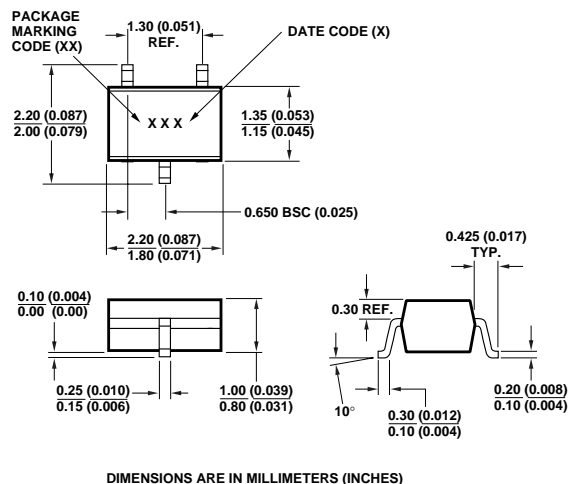 PACKAGE
MARKING
CODE (XX)
1.30 (0.051)
REF.
DATE CODE (X)
2.20 (0.087)
2.00 (0.079)
X X X
1.35 (0.053)
1.15 (0.045)
0.650 BSC (0.025)
2.20 (0.087)
1.80 (0.071)
0.425 (0.017)
TYP.
0.10 (0.004)
0.00 (0.00)
0.30 REF.
0.25 (0.010)
0.15 (0.006)
1.00 (0.039)
0.80 (0.031)
10°
0.30 (0.012)
0.10 (0.004)
0.20 (0.008)
0.10 (0.004)
DIMENSIONS ARE IN MILLIMETERS (INCHES)